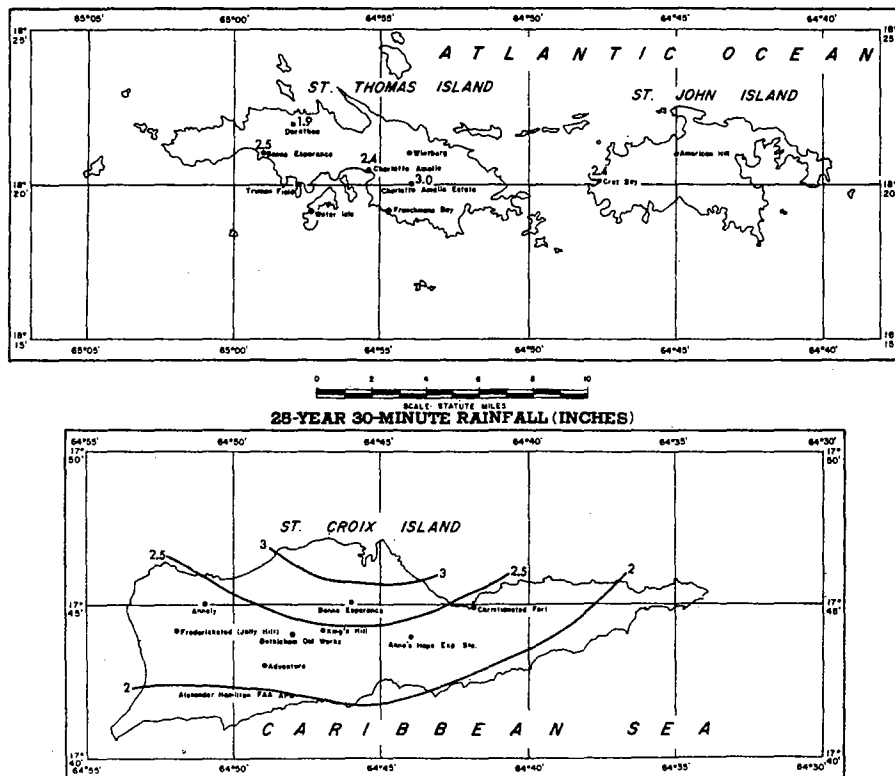 65°05' 65°00' 64°55' 64°50' 64°45' 64°40'
18° 25' 18° 25'
ATLANTIC OCEAN
ST. THOMAS ISLAND
ST. JOHN ISLAND
1.9
Dorothea
2.5
Bonne Esperance
Wintberg
American Hill
2.4
Charlotte Amalie
2.4
Cruz Bay
3.0
Charlotte Amalie Estate
18° 20' 18° 20'
Truman Field
Water Isle
Frenchmans Bay
18° 15' 18° 15'
65°05' 65°00' 64°55' 64°50' 64°45' 64°40'
0 2 4 6 8 10
SCALE- STATUTE MILES
25-YEAR 30-MINUTE RAINFALL (INCHES)
64°55' 64°50' 64°45' 64°40' 64°35' 64°30'
17° 50' 17° 50'
ST. CROIX ISLAND
2.5 3 3 2.5 2
17° 45' 17° 45'
Annaly
Bonne Esperance
Christiansted Fort
Fredericksted (Jolly Hill)
King's Hill
Bethlehem Old Works
Anna's Hope Exp. Sta.
Adventure
2
Alexander Hamilton FAA APT
CARIBBEAN SEA
17° 40' 17° 40'
64°55' 64°50' 64°45' 64°40' 64°35' 64°30'